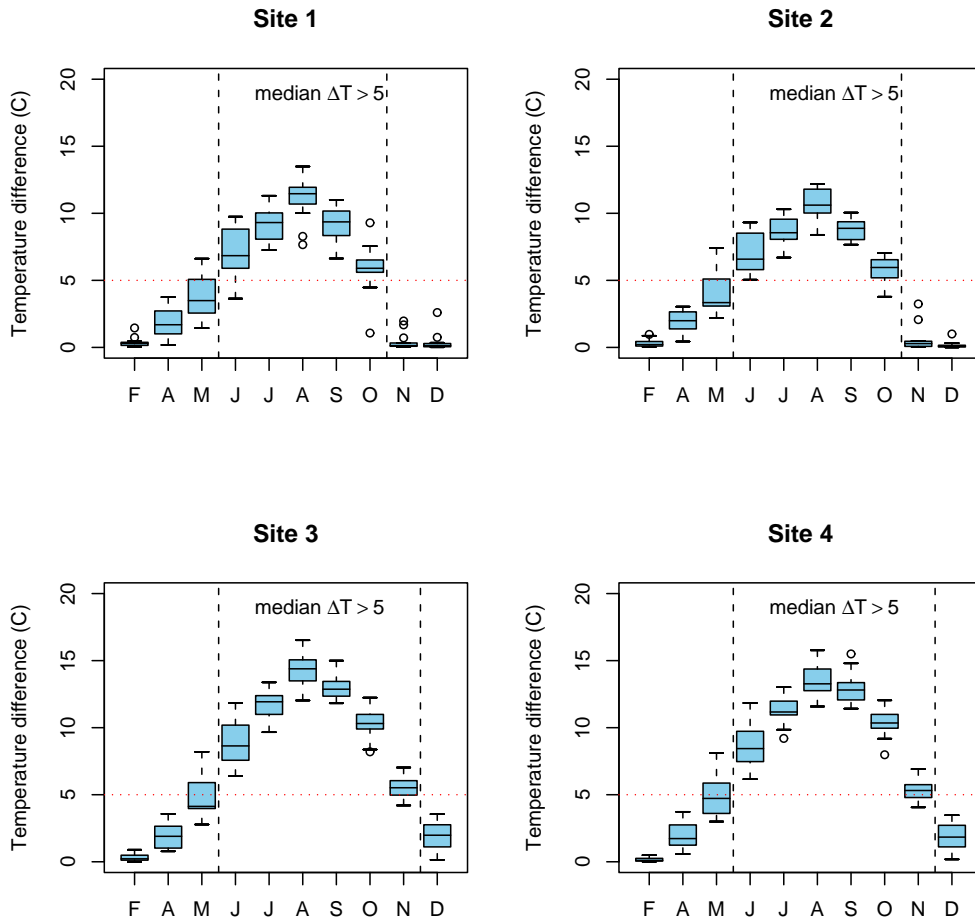 Site 1
Temperature difference (C)
20
15
10
5
0
median ΔT > 5
F A M J J A S O N D
Site 2
Temperature difference (C)
20
15
10
5
0
median ΔT > 5
F A M J J A S O N D
Site 3
Temperature difference (C)
20
15
10
5
0
median ΔT > 5
F A M J J A S O N D
Site 4
Temperature difference (C)
20
15
10
5
0
median ΔT > 5
F A M J J A S O N D